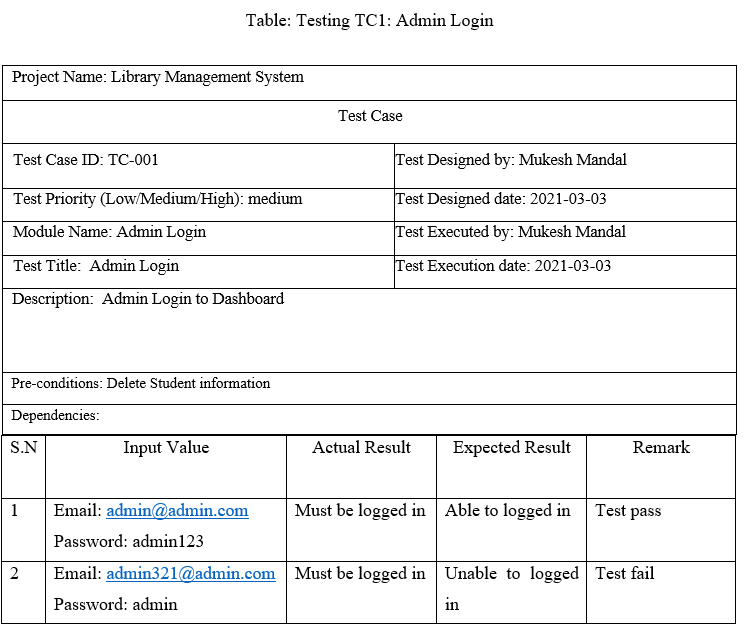 Table: Testing TC1: Admin Login
Project Name: Library Management System
Test Case
Test Case ID: TC-001
Test Designed by: Mukesh Mandal
Test Priority (Low/Medium/High): medium
Test Designed date: 2021-03-03
Module Name: Admin Login
Test Executed by: Mukesh Mandal
Test Title: Admin Login
Test Execution date: 2021-03-03
Description: Admin Login to Dashboard
Pre-conditions: Delete Student information
Dependencies:
S.N Input Value Actual Result Expected Result Remark
1 Email: admin@admin.com Must be logged in Able to logged in Test pass
Password: admin123
2 Email: admin321@admin.com Must be logged in Unable to logged Test fail
Password: admin in